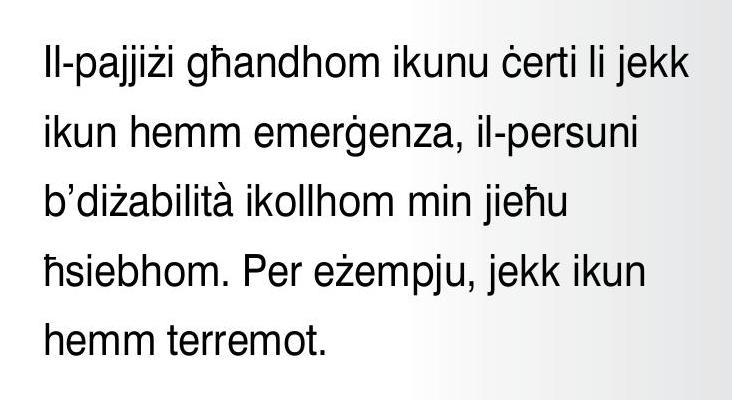 Il-pajjiżi għandhom ikunu ċerti li jekk
ikun hemm emerġenza, il-persuni
b’diżabilità ikollhom min jieħu
ħsiebhom. Per eżempju, jekk ikun
hemm terremot.